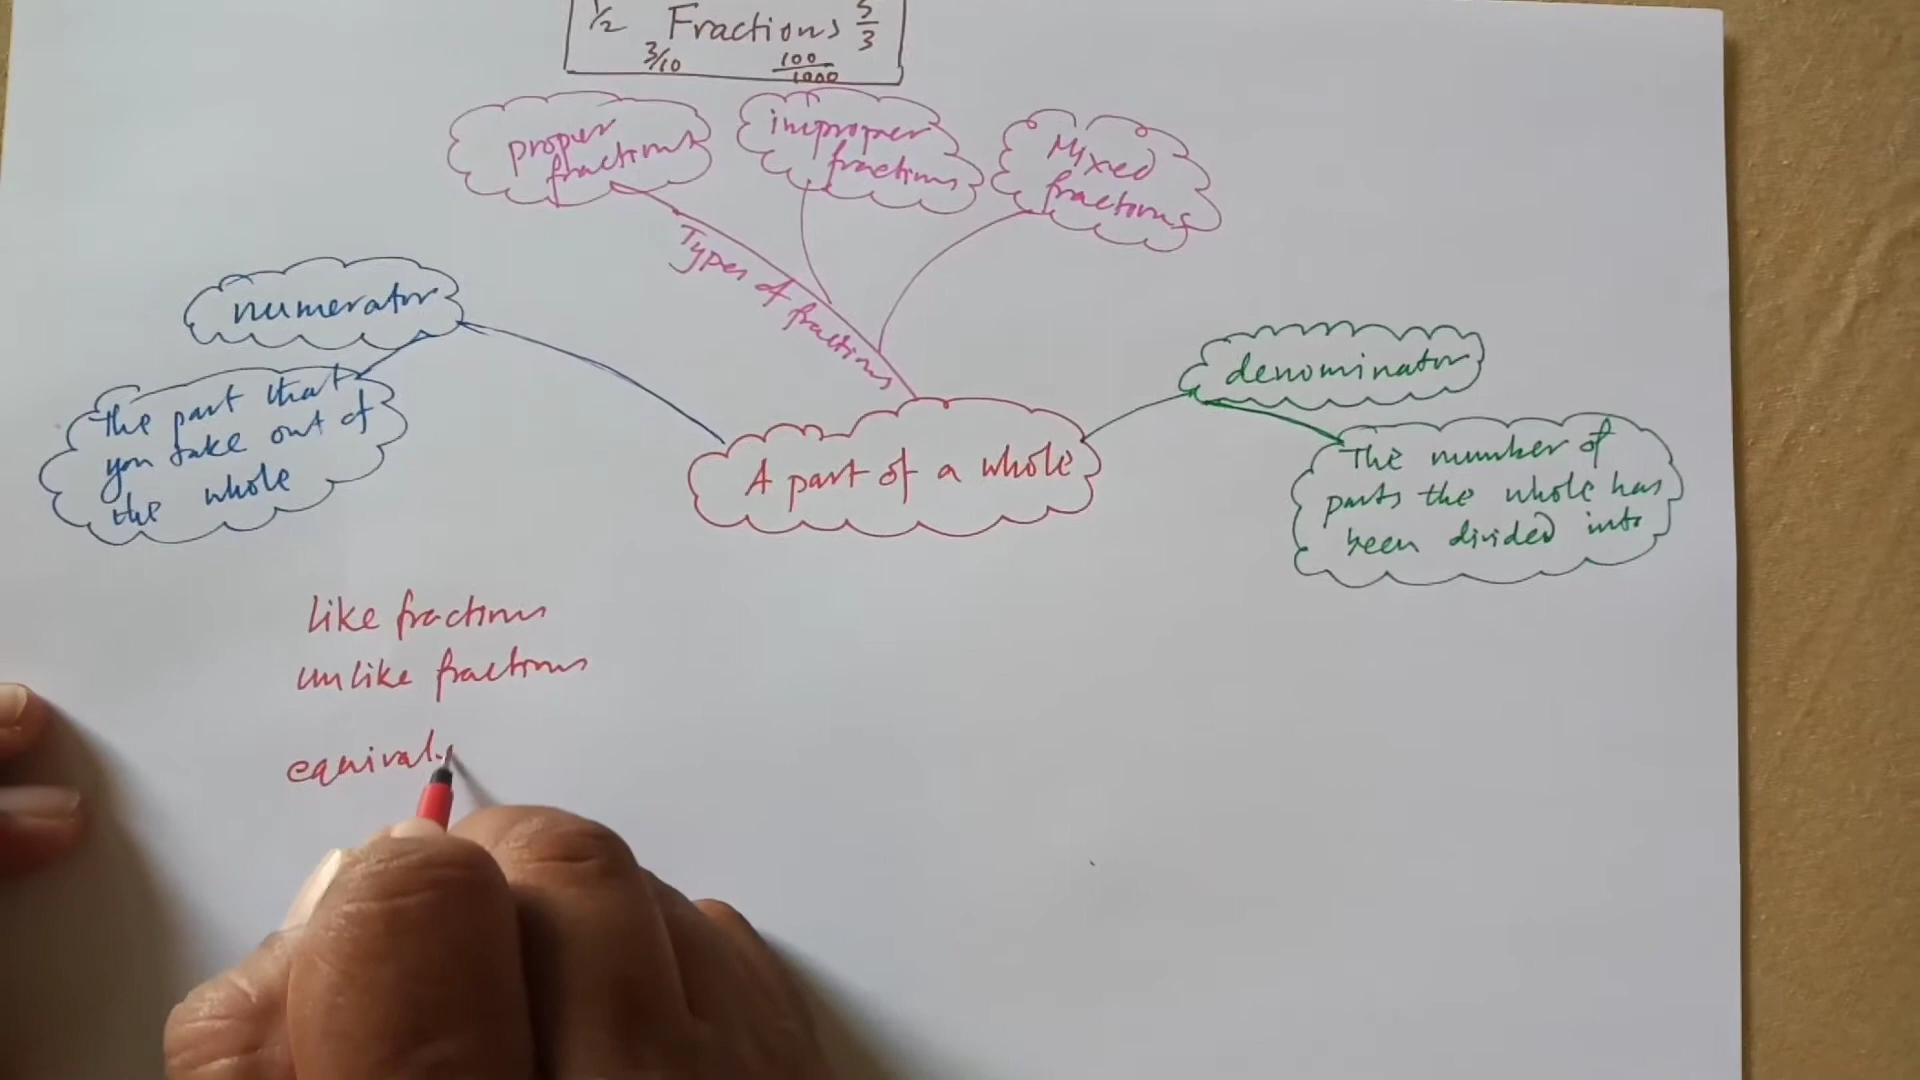 1/2 Fractions 5/3
3/10 100/1000
proper
fractions
improper
fractions
Mixed
fractions
Types of fractions
numerator
the part that
you take out of
the whole
A part of a whole
denominator
The number of
parts the whole has
been divided into
like fractions
unlike fractions
equival